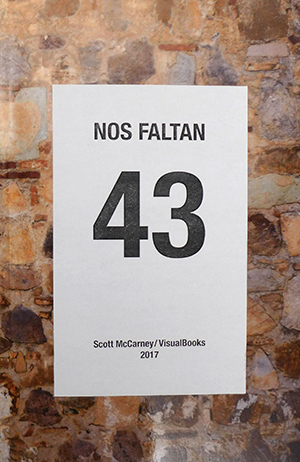 NOS FALTAN
43
Scott McCarney/VisualBooks
2017